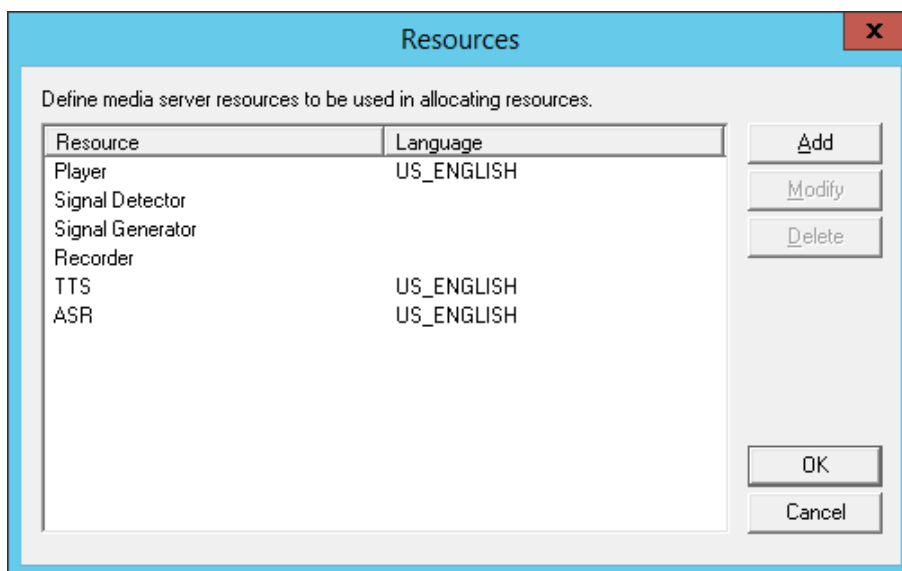 Resources
x
Define media server resources to be used in allocating resources.
Resource Language
Player US_ENGLISH
Signal Detector
Signal Generator
Recorder
TTS US_ENGLISH
ASR US_ENGLISH
Add
Modify
Delete
OK
Cancel